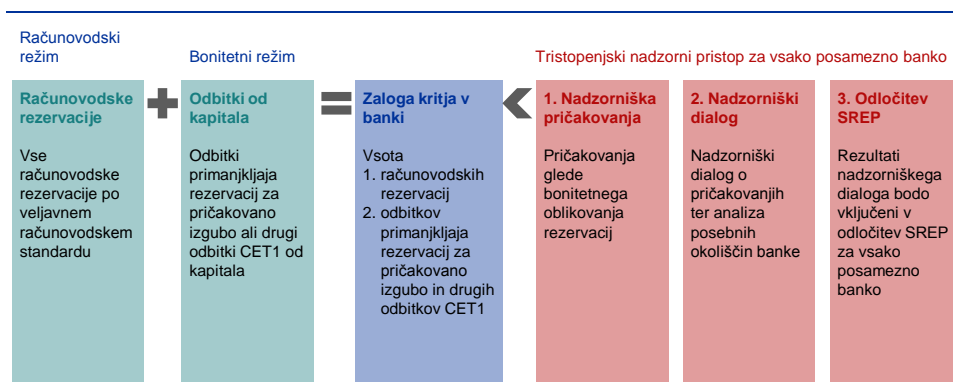 Računovodski
režim
Bonitetni režim
Tristopenjski nadzorni pristop za vsako posamezno banko
Računovodske
rezervacije
Vse
računovodske
rezervacije po
veljavnem
računovodskem
standardu
+
Odbitki od
kapitala
Odbitki
primanjkljaja
rezervacij za
pričakovano
izgubo ali drugi
odbitki CET1 od
kapitala
=
Zaloga kritja v
banki
Vsota
1. računovodskih
rezervacij
2. odbitkov
primanjkljaja
rezervacij za
pričakovano
izgubo in drugih
odbitkov CET1
<
1. Nadzorniška
pričakovanja
Pričakovanja
glede
bonitetnega
oblikovanja
rezervacij
2. Nadzorniški
dialog
Nadzorniški
dialog o
pričakovanjih
ter analiza
posebnih
okoliščin banke
3. Odločitev
SREP
Rezultati
nadzorniškega
dialoga bodo
vključeni v
odločitev SREP
za vsako
posamezno
banko